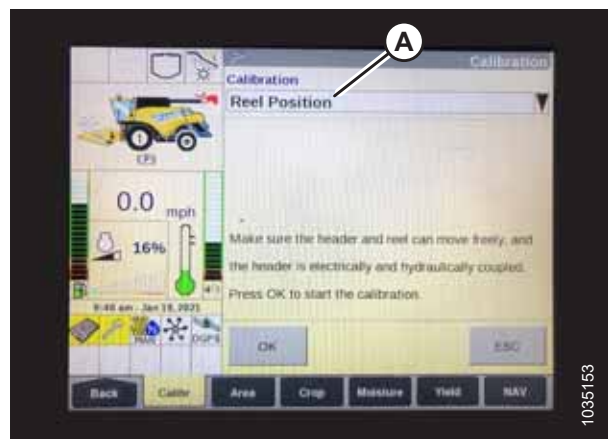 A
Calibration
Calibration
Reel Position
0.0 mph
16%
Make sure the header and reel can move freely, and
the header is electrically and hydraulically coupled.
Press OK to start the calibration.
9:48 am - Jan 19, 2021
MAN
DGPS
OK
ESC
Back
Calibr
Area
Crop
Moisture
Yield
NAV
1035153